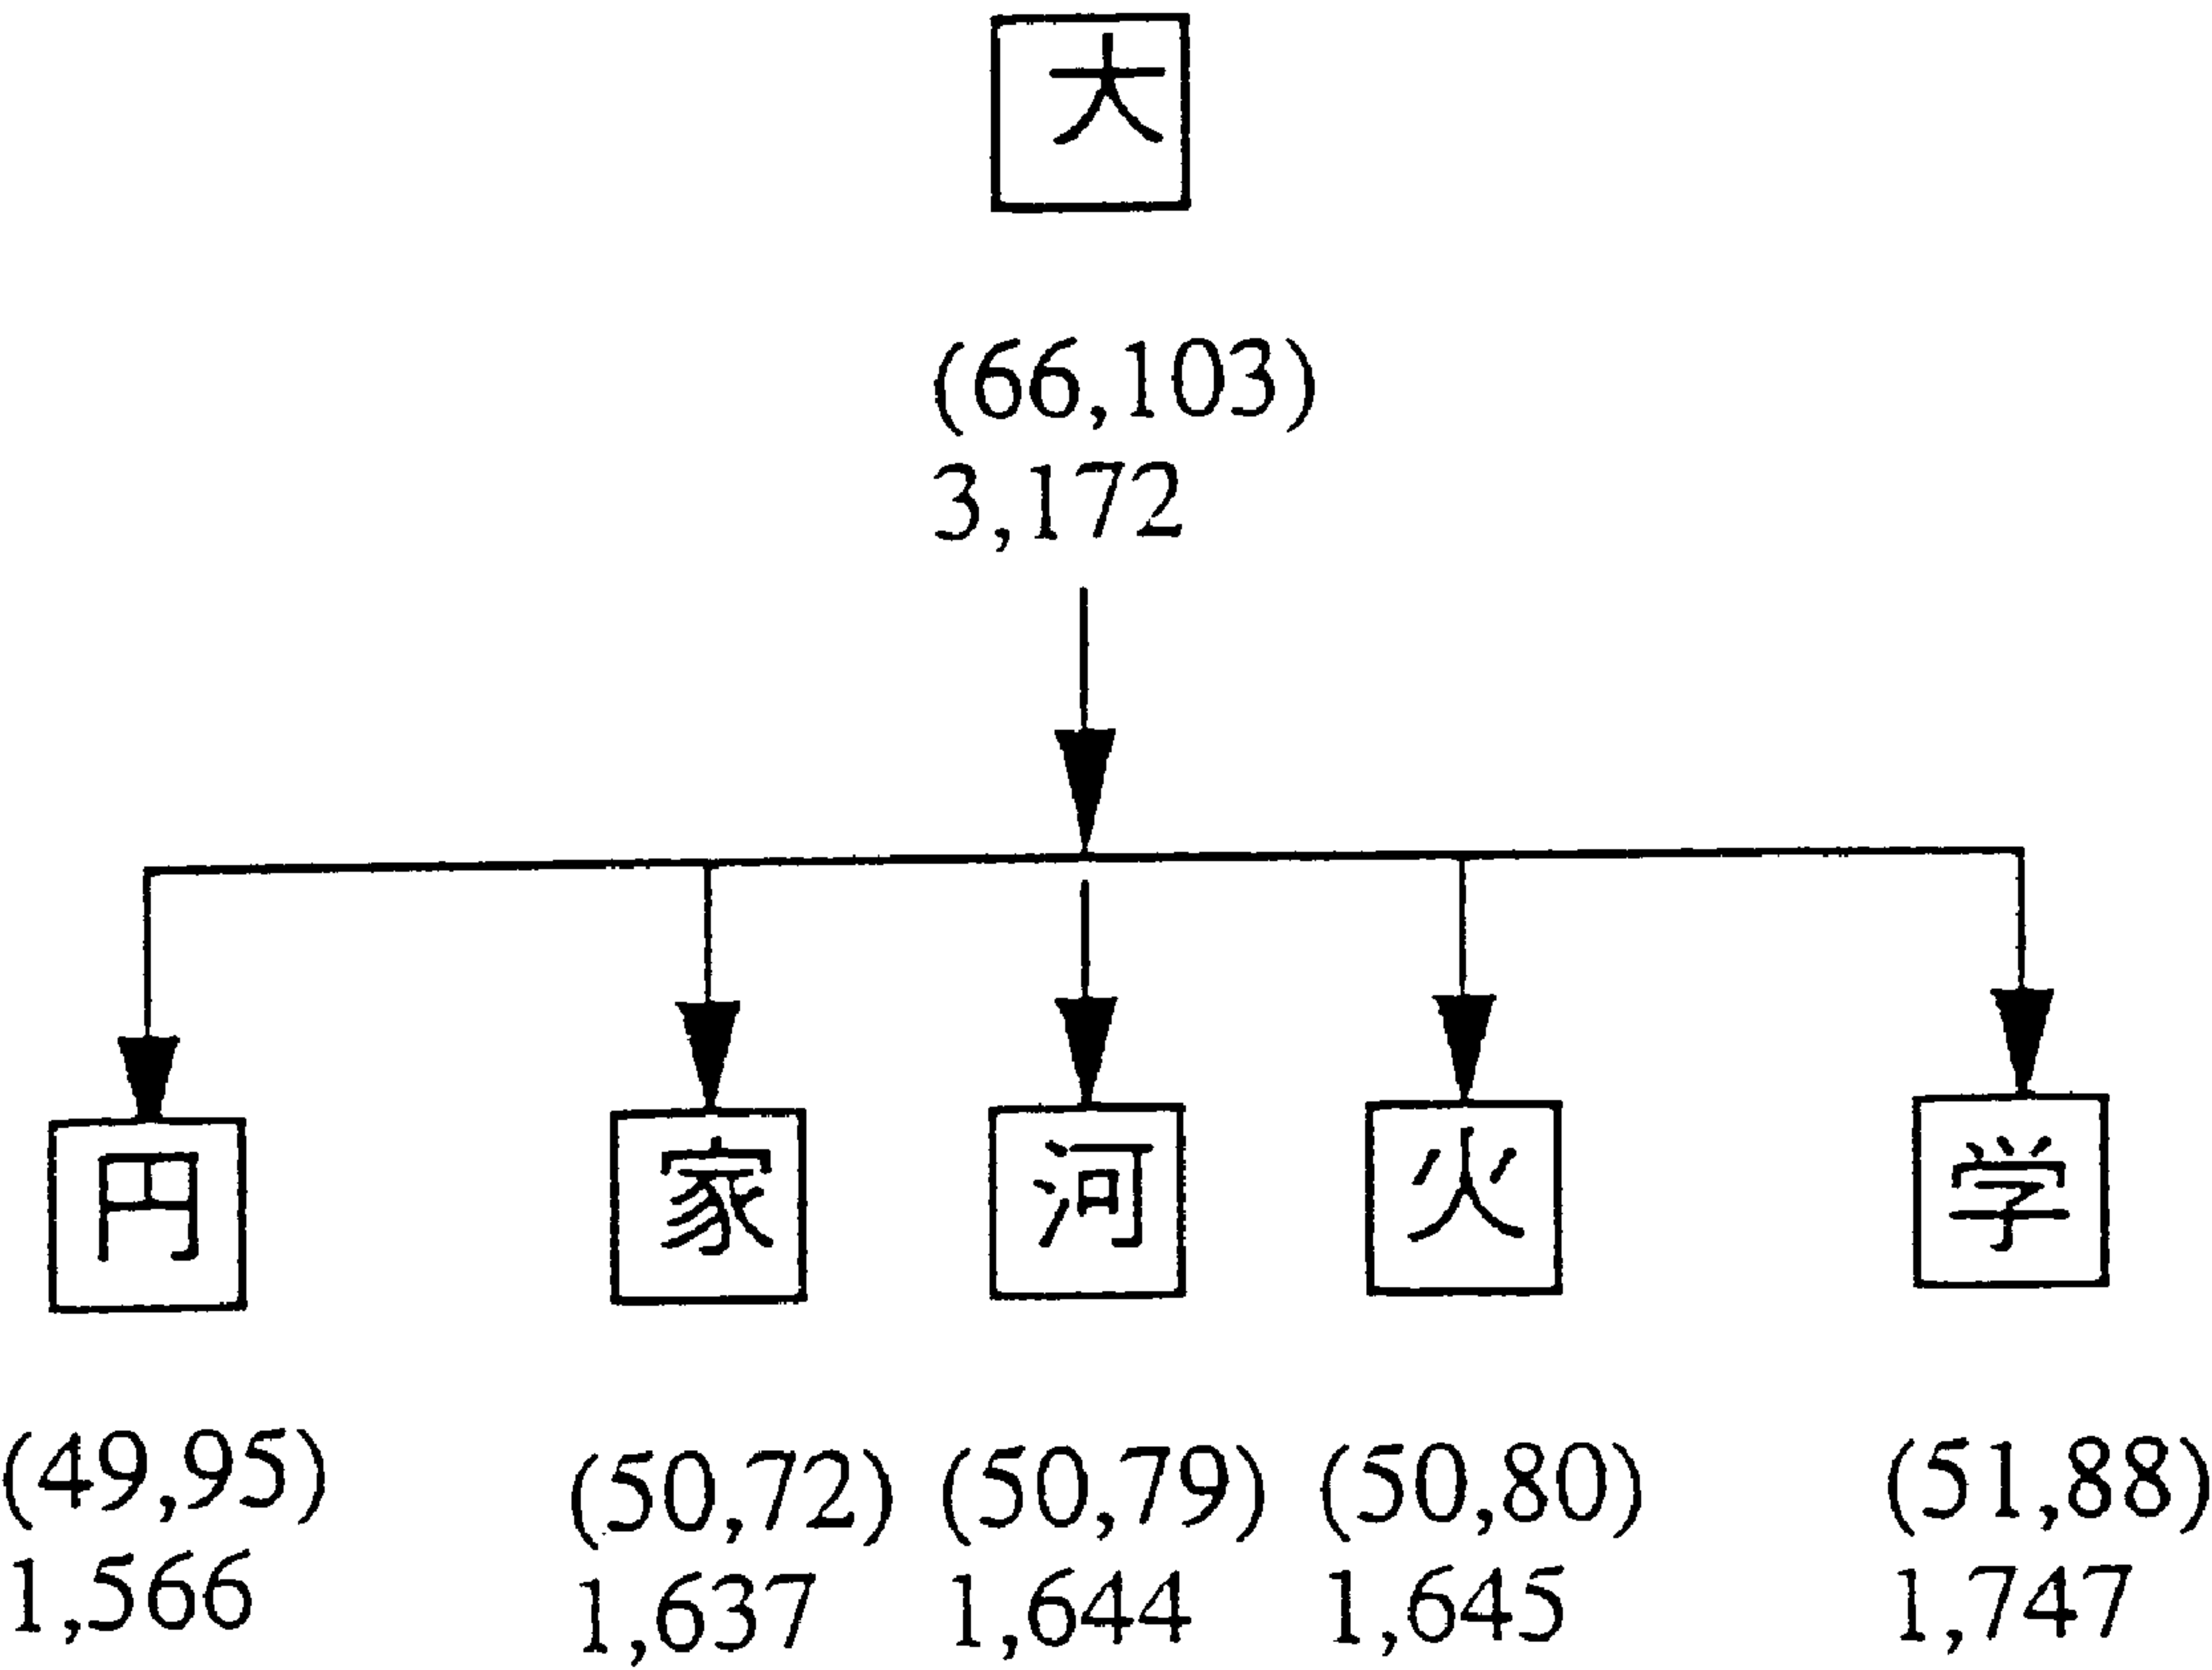 大
(66,103)
3,172
円 家 河 火 学
(49,95) (50,72) (50,79) (50,80) (51,88)
1,566 1,637 1,644 1,645 1,747